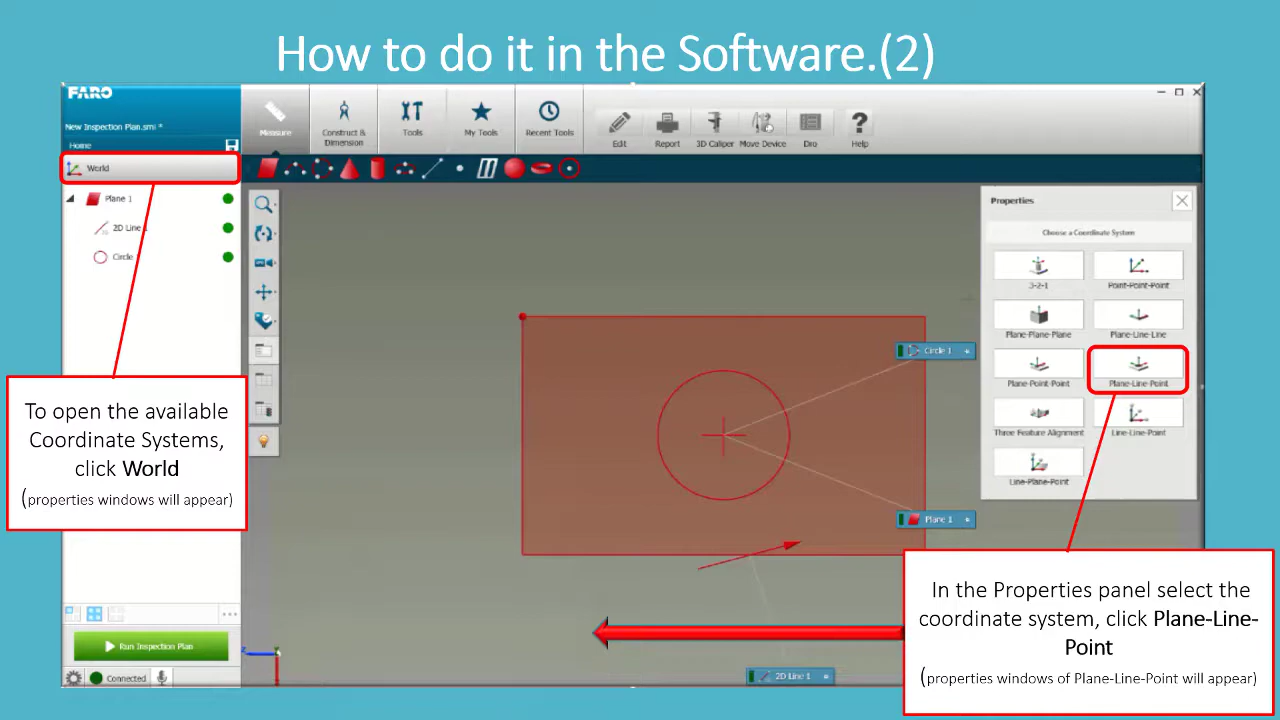 How to do it in the Software.(2)
FARO
New Inspection Plan.smi *
Home
World
Measure
Construct &
Dimension
Tools
My Tools
Recent Tools
Edit
Report
3D Caliper
Move Device
Dro
Help
Plane 1
2D Line
Circle
Properties
Choose a Coordinate System
3-2-1
Point-Point-Point
Plane-Plane-Plane
Plane-Line-Line
Plane-Point-Point
Plane-Line-Point
Three Feature Alignment
Line-Line-Point
Line-Plane-Point
Circle 1
Plane 1
2D Line 1
To open the available
Coordinate Systems,
click World
(properties windows will appear)
In the Properties panel select the
coordinate system, click Plane-Line-
Point
(properties windows of Plane-Line-Point will appear)
Run Inspection Plan
Connected